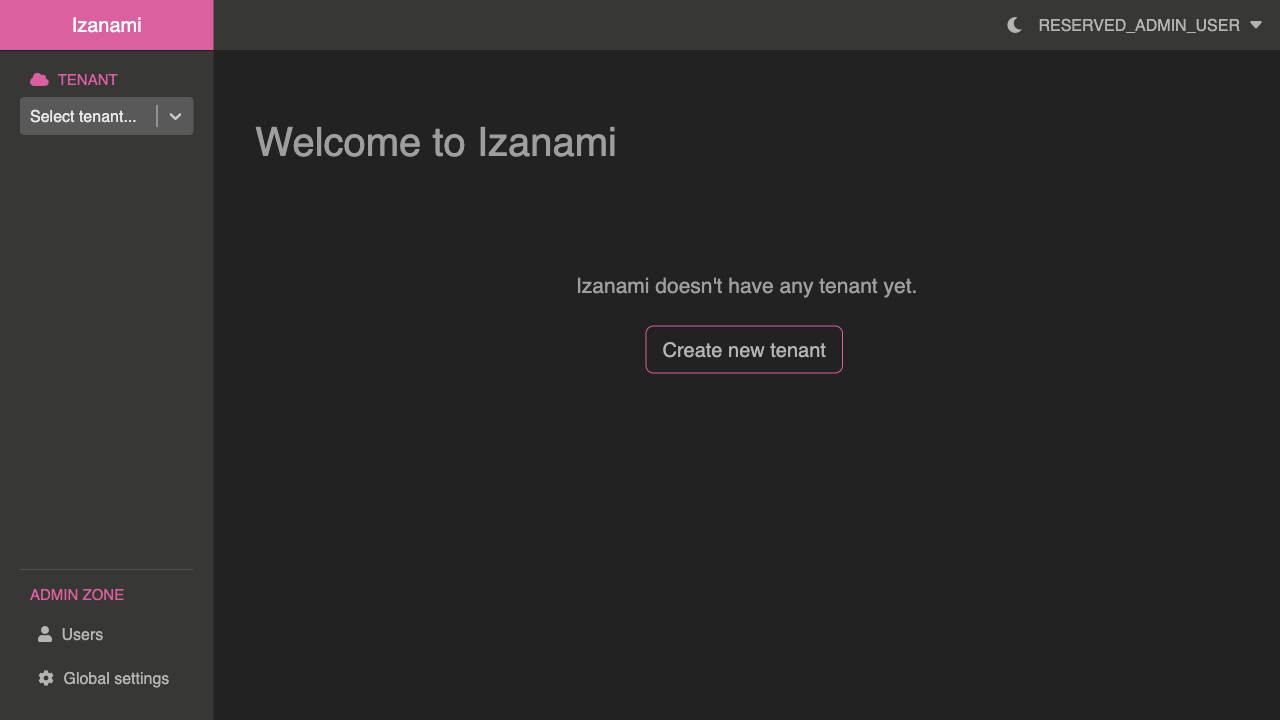 Izanami
RESERVED_ADMIN_USER
TENANT
Select tenant...
Welcome to Izanami
Izanami doesn't have any tenant yet.
Create new tenant
ADMIN ZONE
Users
Global settings